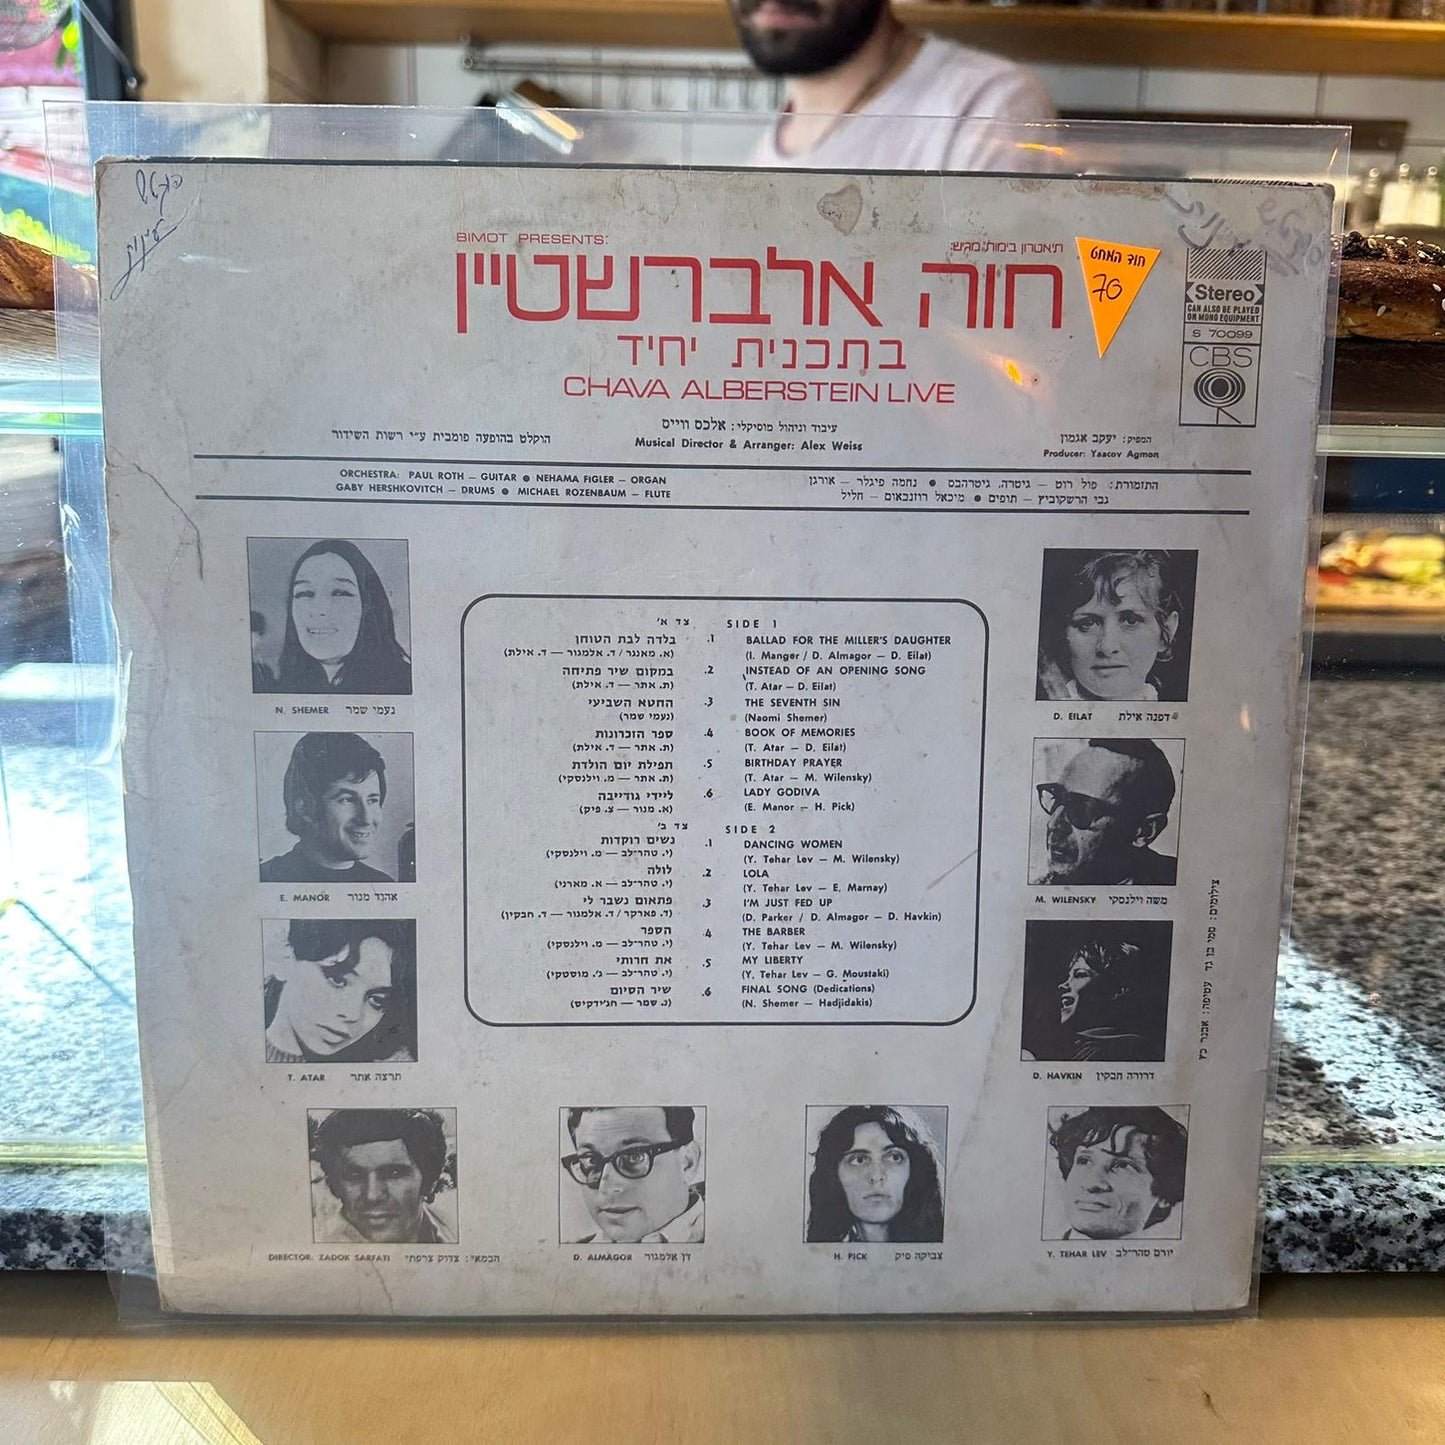 BIMOT PRESENTS:
תיאטרון בימות מגיש:
חוה אלברשטיין
בתכנית יחיד
CHAVA ALBERSTEIN LIVE
חוד המחט
70
Stereo
CAN ALSO BE PLAYED
ON MONO EQUIPMENT
S 70099
CBS
הוקלט בהופעה פומבית ע״י רשות השידור
עיבוד וניהול מוסיקלי: אלכס ווייס
Musical Director & Arranger: Alex Weiss
המפיק: יעקב אגמון
Producer: Yaacov Agmon
ORCHESTRA: PAUL ROTH – GUITAR ● NEHAMA FIGLER – ORGAN
GABY HERSHKOVITCH – DRUMS ● MICHAEL ROZENBAUM – FLUTE
התזמורת: פול רוט – גיטרה, גיטרהבס ● נחמה פיגלר – אורגן
גבי הרשקוביץ – תופים ● מיכאל רוזנבאום – חליל
צד א׳ SIDE 1
בלדה לבת הטוחן .1 BALLAD FOR THE MILLER'S DAUGHTER
(א. מאנגר / ד. אלמגור – ד. אילת) (I. Manger / D. Almagor – D. Eilat)
במקום שיר פתיחה .2 INSTEAD OF AN OPENING SONG
(ת. אתר – ד. אילת) (T. Atar – D. Eilat)
החטא השביעי .3 THE SEVENTH SIN
(נעמי שמר) (Naomi Shemer)
ספר הזכרונות .4 BOOK OF MEMORIES
(ת. אתר – ד. אילת) (T. Atar – D. Eilat)
תפילת יום הולדת .5 BIRTHDAY PRAYER
(ת. אתר – מ. וילנסקי) (T. Atar – M. Wilensky)
ליידי גודייבה .6 LADY GODIVA
(א. מנור – צ. פיק) (E. Manor – H. Pick)
צד ב׳ SIDE 2
נשים רוקדות .1 DANCING WOMEN
(י. טהר־לב – מ. וילנסקי) (Y. Tehar Lev – M. Wilensky)
לולה .2 LOLA
(י. טהר־לב – א. מארני) (Y. Tehar Lev – E. Marnay)
פתאום נשבר לי .3 I'M JUST FED UP
(ד. פארקר / ד. אלמגור – ד. חבקין) (D. Parker / D. Almagor – D. Havkin)
הספר .4 THE BARBER
(י. טהר־לב – מ. וילנסקי) (Y. Tehar Lev – M. Wilensky)
את חרותי .5 MY LIBERTY
(י. טהר־לב – ג׳. מוסטקי) (Y. Tehar Lev – G. Moustaki)
שיר הסיום .6 FINAL SONG (Dedications)
(נ. שמר – חג׳ידקיס) (N. Shemer – Hadjidakis)
N. SHEMER נעמי שמר
D. EILAT דפנה אילת
E. MANOR אהוד מנור
M. WILENSKY משה וילנסקי
T. ATAR תרצה אתר
D. HAVKIN דרורה חבקין
צילומים: סמי בן גד עטיפה: אבנר כץ
DIRECTOR: ZADOK SARFATI הבמאי: צדוק צרפתי
D. ALMAGOR דן אלמגור
H. PICK צביקה פיק
Y. TEHAR LEV יורם טהר־לב